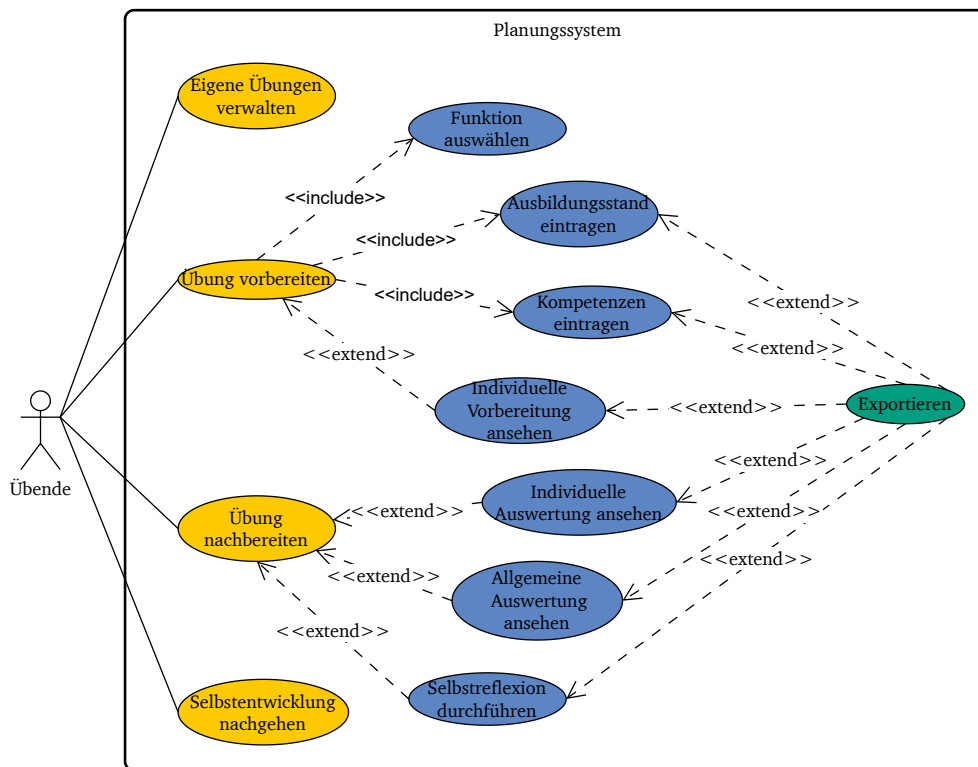 Planungssystem
Eigene Übungen
verwalten
Funktion
auswählen
<<include>>
Ausbildungsstand
eintragen
<<include>>
Übung vorbereiten
<<include>>
Kompetenzen
eintragen
<<extend>>
<<extend>>
<<extend>>
Individuelle
Vorbereitung
ansehen
<<extend>>
Exportieren
Übende
<<extend>>
Individuelle
Auswertung ansehen
Übung
nachbereiten
<<extend>>
<<extend>>
<<extend>>
Allgemeine
Auswertung
ansehen
<<extend>>
<<extend>>
Selbstreflexion
durchführen
Selbstentwicklung
nachgehen